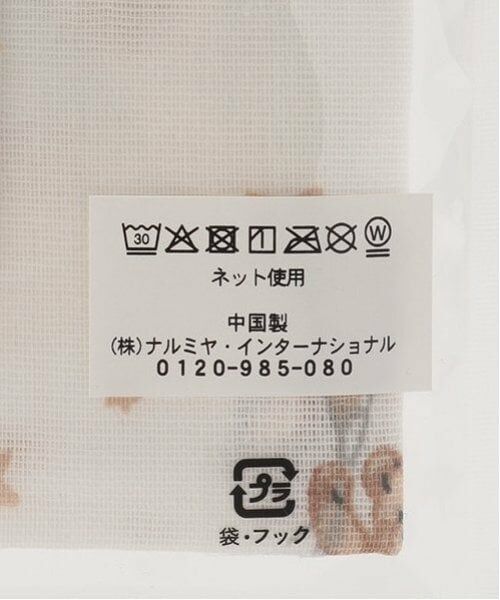 30 W
ネット使用
中国製
(株)ナルミヤ・インターナショナル
0120-985-080
プラ
袋・フック